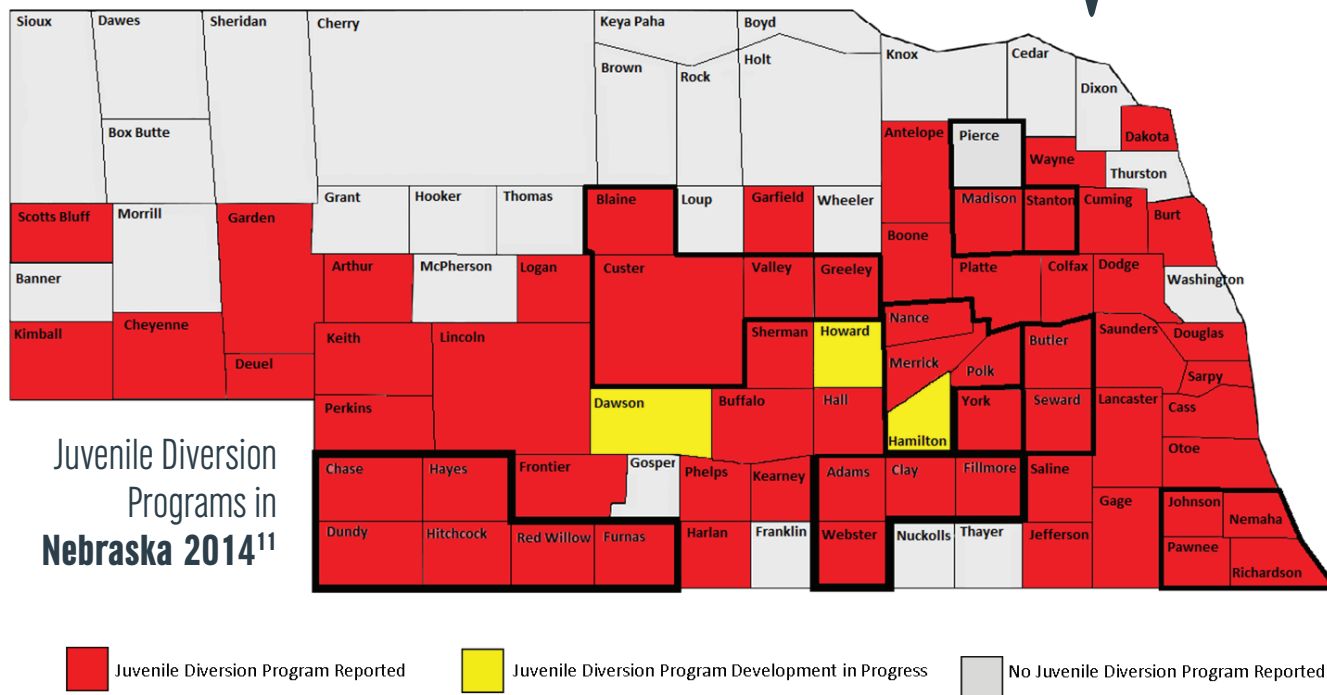 Sioux Dawes Sheridan Cherry Keya Paha Boyd
Knox Cedar
Brown Rock Holt
Dixon
Box Butte Antelope Pierce Dakota
Wayne
Thurston
Grant Hooker Thomas Blaine Loup Garfield Wheeler Madison Stanton Cuming
Scotts Bluff Morrill Garden Burt
Boone
Banner Arthur McPherson Logan Custer Valley Greeley Platte Colfax Dodge
Washington
Kimball Cheyenne Keith Lincoln Sherman Howard Nance Butler Saunders Douglas
Deuel Merrick Polk Sarpy
Perkins Dawson Buffalo Hall York Seward Lancaster Cass
Hamilton
Otoe
Juvenile Diversion
Programs in
Nebraska 2014¹¹
Chase Hayes Frontier Gosper Phelps Kearney Adams Clay Fillmore Saline
Gage Johnson
Nemaha
Dundy Hitchcock Red Willow Furnas Harlan Franklin Webster Nuckolls Thayer Jefferson
Pawnee
Richardson
Juvenile Diversion Program Reported
Juvenile Diversion Program Development in Progress
No Juvenile Diversion Program Reported